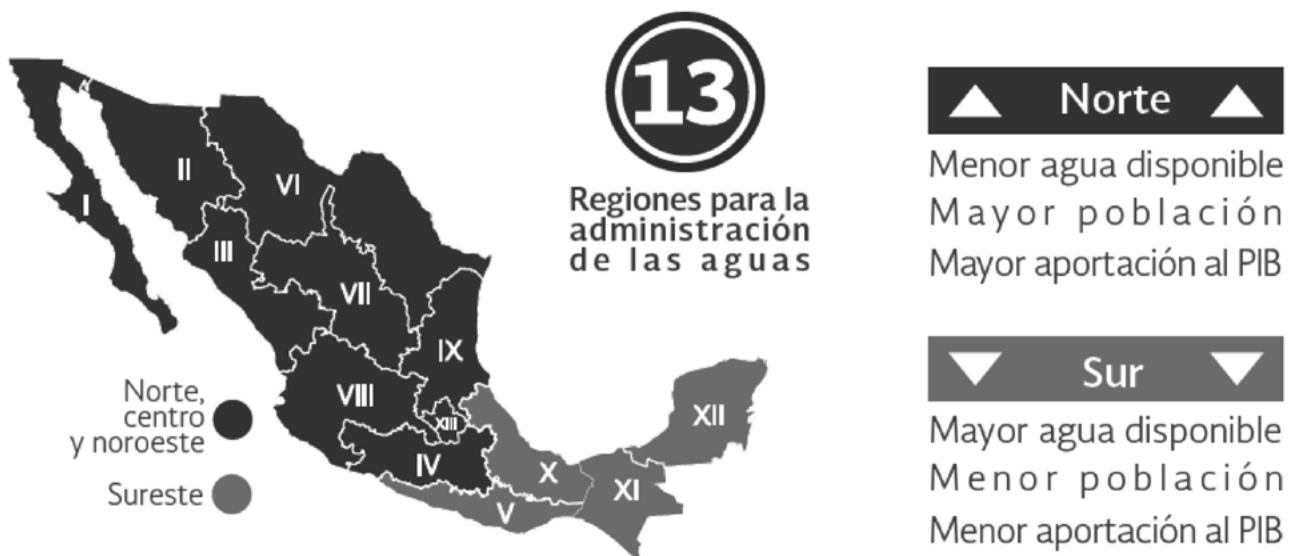 13
Regiones para la
administración
de las aguas
I
II
III
VI
VII
IX
VIII
XIII
IV
X
V
XI
XII
Norte,
centro
y noroeste
Sureste
Norte
Menor agua disponible
Mayor población
Mayor aportación al PIB
Sur
Mayor agua disponible
Menor población
Menor aportación al PIB